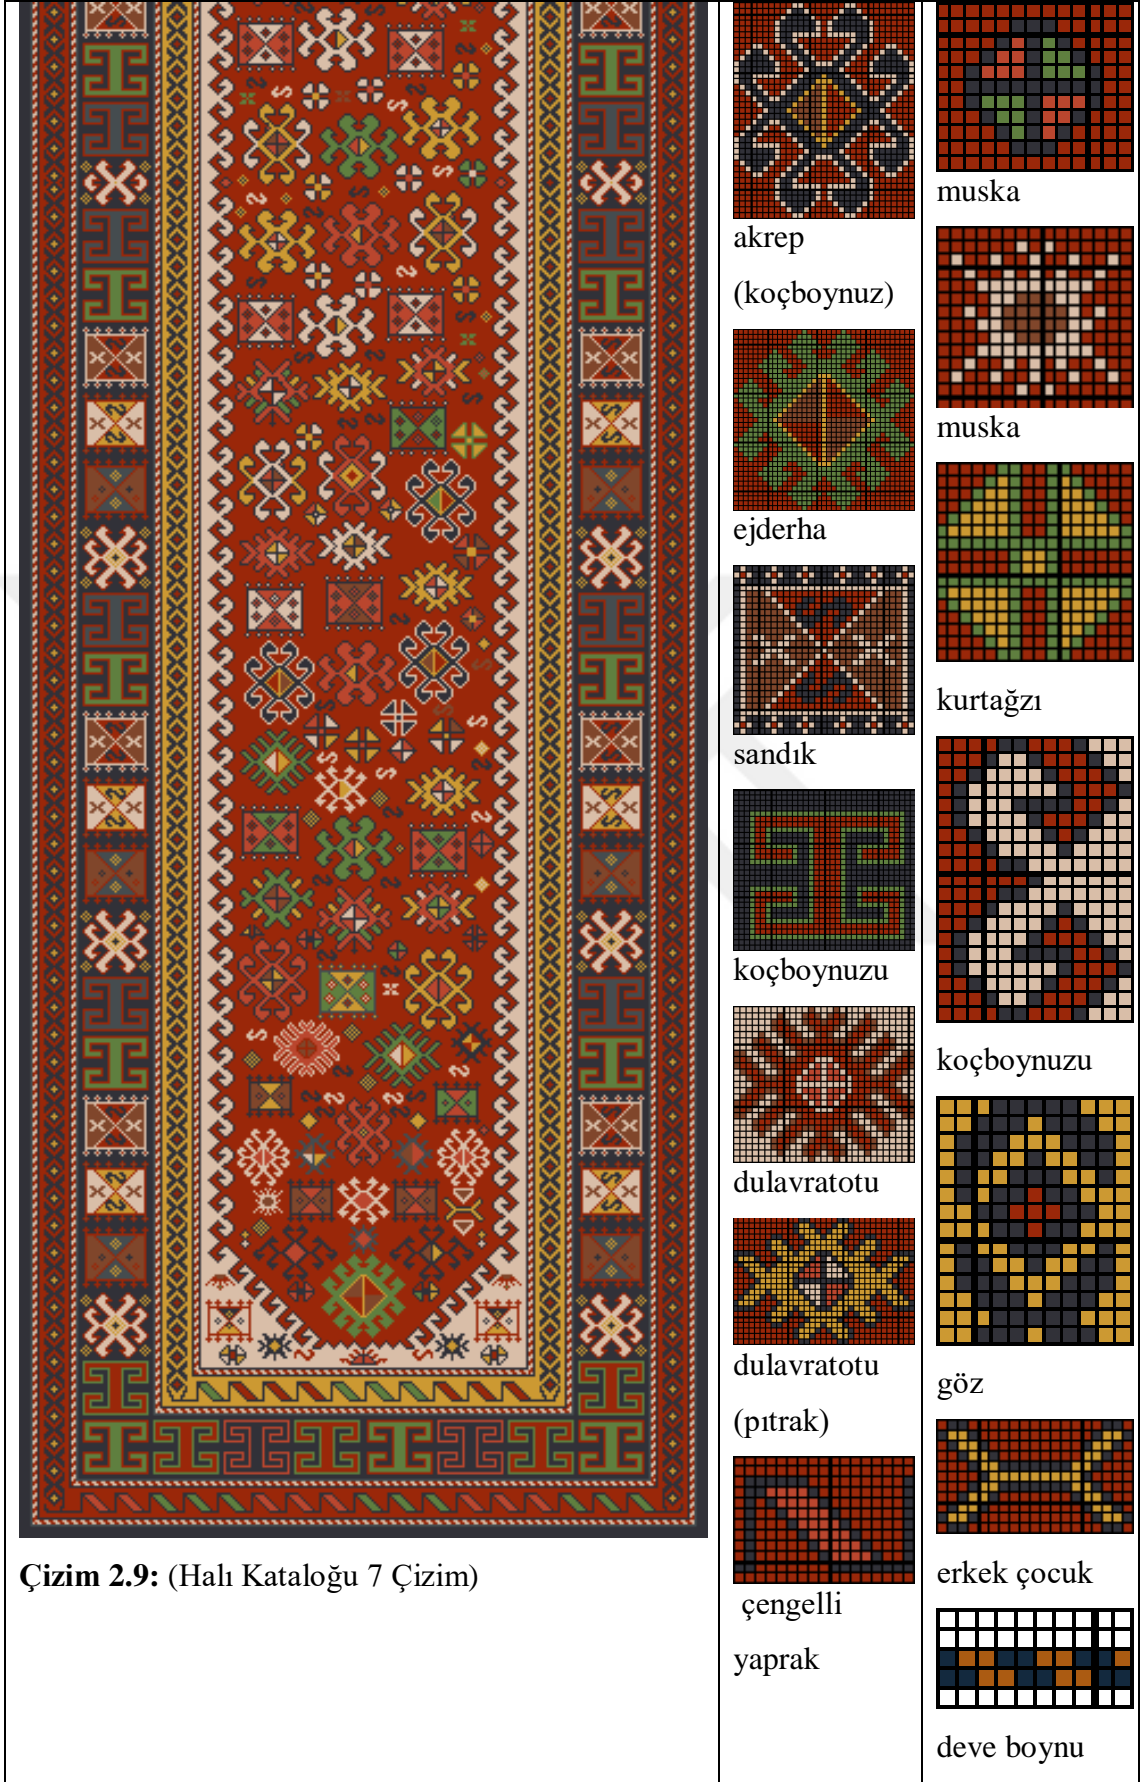 Çizim 2.9: (Halı Kataloğu 7 Çizim)
akrep
(koçboynuz)
ejderha
sandık
koçboynuzu
dulavratotu
dulavratotu
(pıtrak)
çengelli
yaprak
muska
muska
kurtağzı
koçboynuzu
göz
erkek çocuk
deve boynu